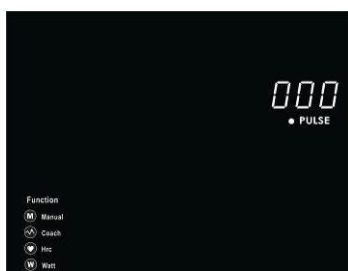 000
PULSE
Function
M Manual
Coach
Hrc
W Watt